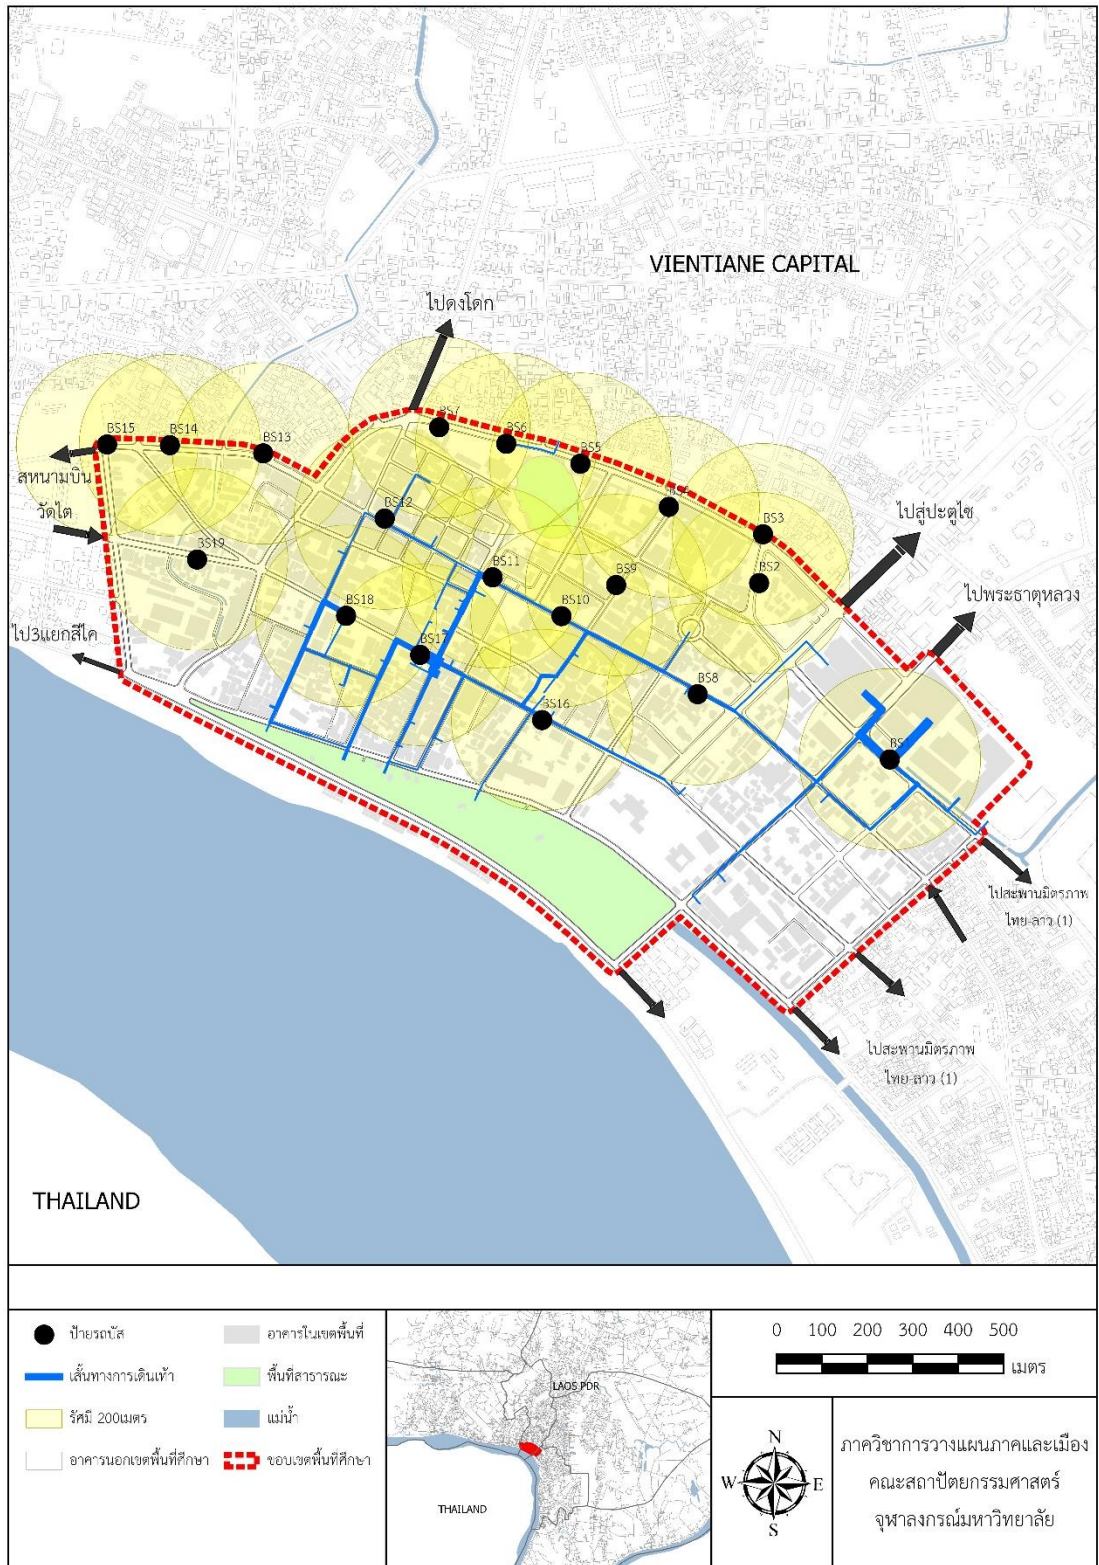 VIENTIANE CAPITAL
ไปดงโดก
BS7
BS6
BS5
BS15
BS14
BS13
สหนามบิน
วัดไต
BS12
BS3
ไปสู่ปะตูไซ
BS19
BS11
BS9
BS2
ไปพระธาตุหลวง
BS18
BS10
ไป3แยกสีไค
BS17
BS8
BS16
ไปสะพานมิตรภาพ
ไทย-ลาว (1)
ไปสะพานมิตรภาพ
ไทย-ลาว (1)
THAILAND
ป้ายรถบัส
เส้นทางการเดินเท้า
รัศมี 200เมตร
อาคารนอกเขตพื้นที่ศึกษา
อาคารในเขตพื้นที่
พื้นที่สาธารณะ
แม่น้ำ
ขอบเขตพื้นที่ศึกษา
LAOS PDR
THAILAND
0 100 200 300 400 500
เมตร
N
W E
S
ภาควิชาการวางแผนภาคและเมือง
คณะสถาปัตยกรรมศาสตร์
จุฬาลงกรณ์มหาวิทยาลัย